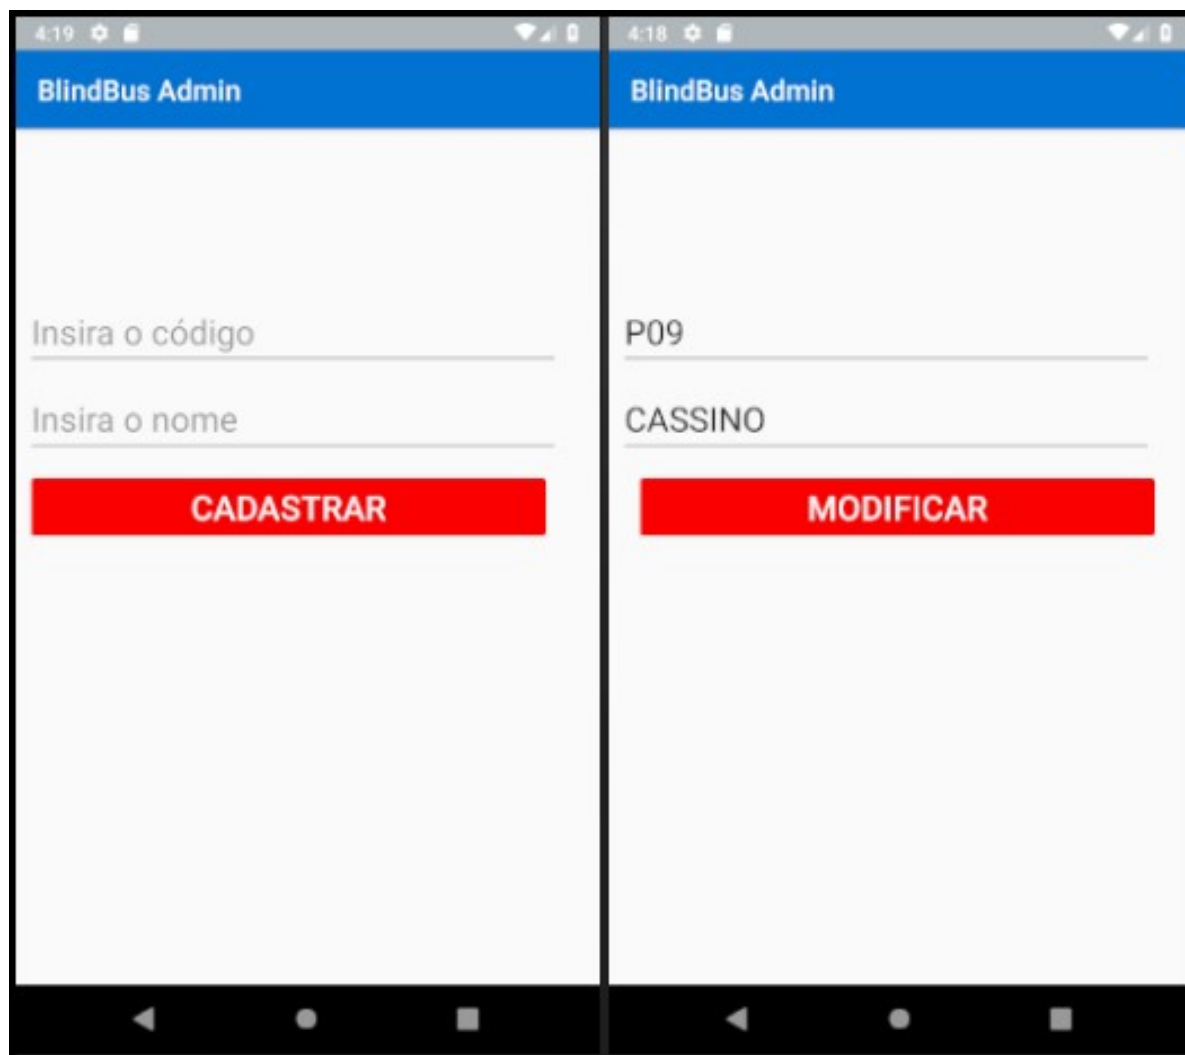 4:19
BlindBus Admin
Insira o código
Insira o nome
CADASTRAR
4:18
BlindBus Admin
P09
CASSINO
MODIFICAR